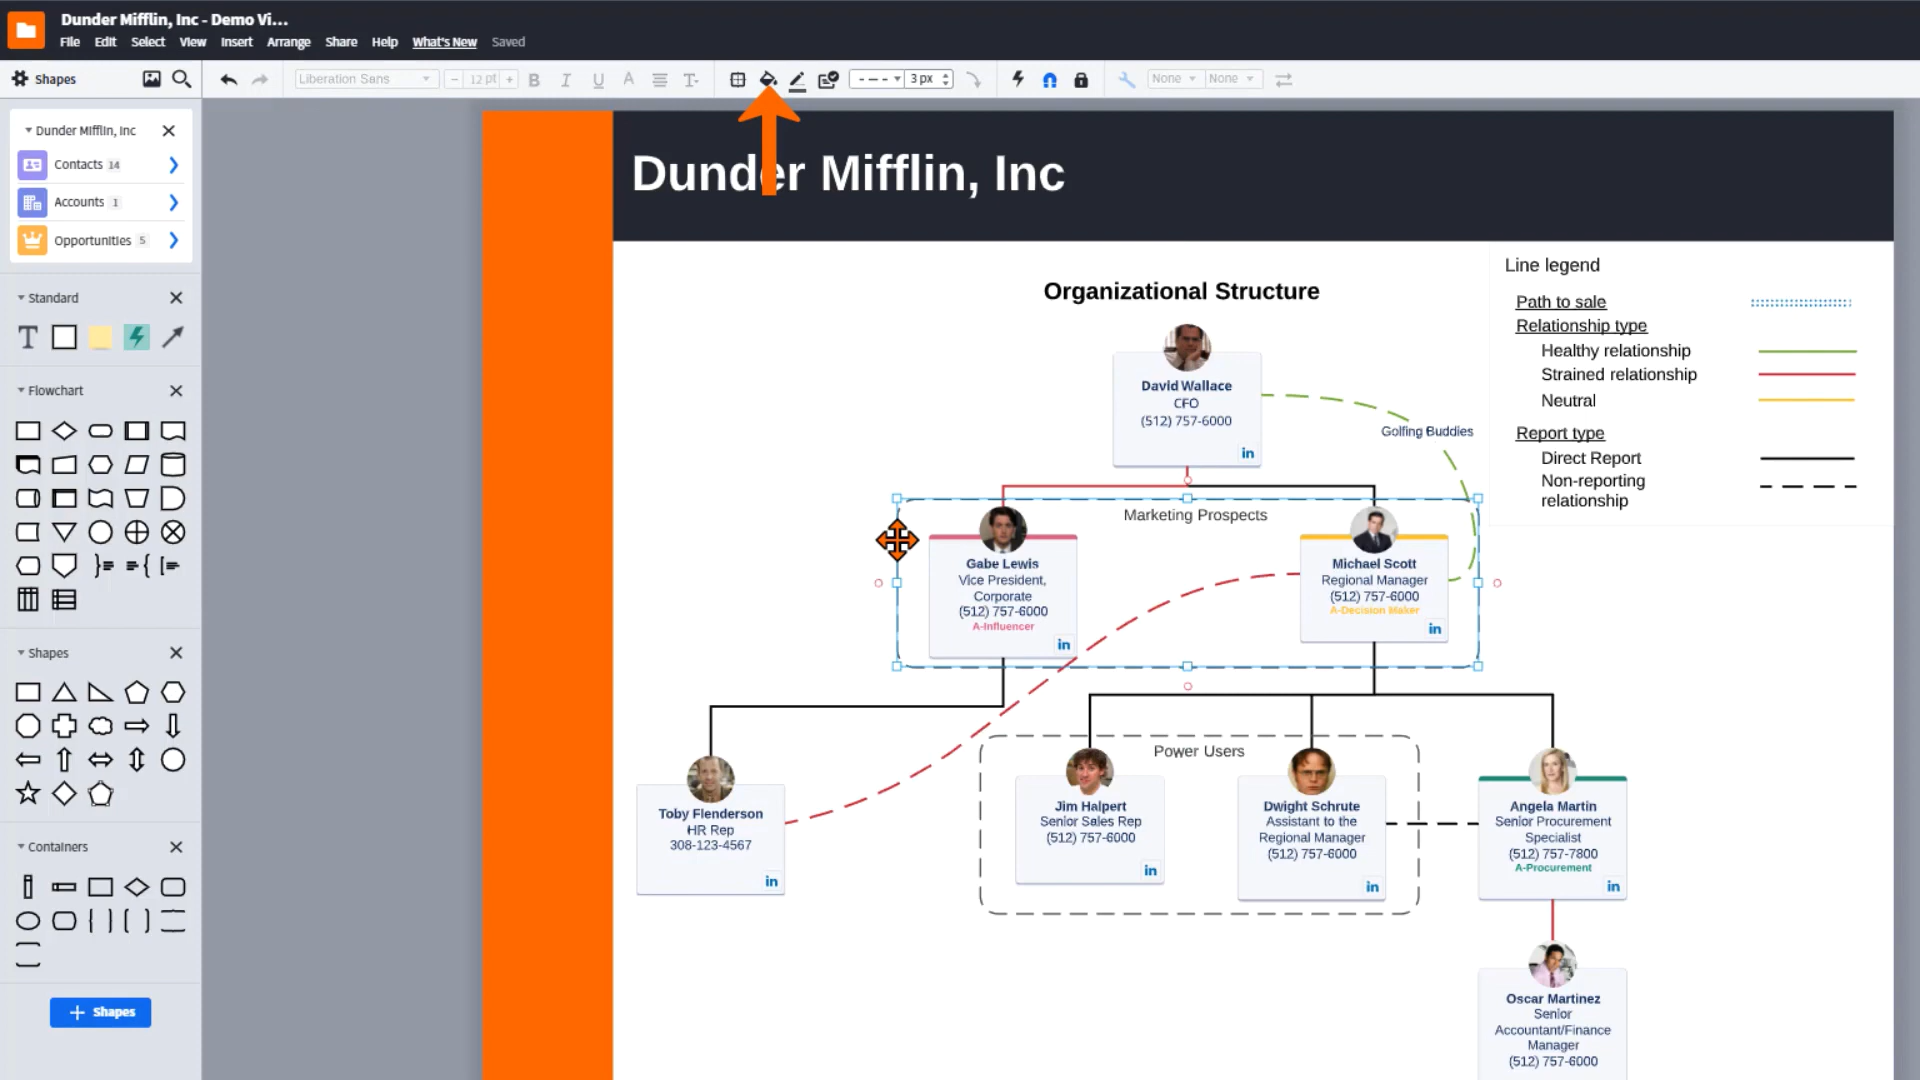 Dunder Mifflin, Inc - Demo Vi...
File Edit Select View Insert Arrange Share Help What's New Saved
Shapes
Liberation Sans
− 12 pt +
B I U A T
3 px
None None
Dunder Mifflin, Inc
Contacts 14
Accounts 1
Opportunities 5
Standard
T
Flowchart
Shapes
Containers
+ Shapes
Dunder Mifflin, Inc
Organizational Structure
Line legend
Path to sale
Relationship type
Healthy relationship
Strained relationship
Neutral
Report type
Direct Report
Non-reporting
relationship
David Wallace
CFO
(512) 757-6000
in
Golfing Buddies
Marketing Prospects
Gabe Lewis
Vice President,
Corporate
(512) 757-6000
A-Influencer
in
Michael Scott
Regional Manager
(512) 757-6000
A-Decision Maker
in
Toby Flenderson
HR Rep
308-123-4567
in
Power Users
Jim Halpert
Senior Sales Rep
(512) 757-6000
in
Dwight Schrute
Assistant to the
Regional Manager
(512) 757-6000
in
Angela Martin
Senior Procurement
Specialist
(512) 757-7800
A-Procurement
in
Oscar Martinez
Senior
Accountant/Finance
Manager
(512) 757-6000